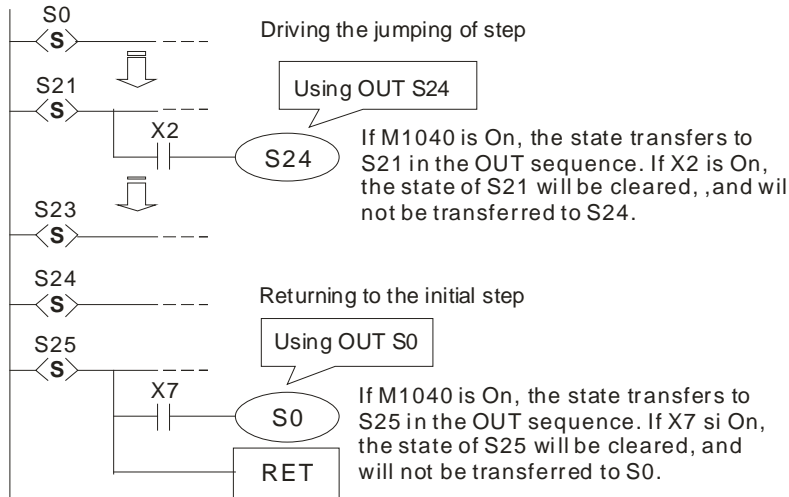 S0
S
Driving the jumping of step
S21
S
Using OUT S24
X2
S24
If M1040 is On, the state transfers to
S21 in the OUT sequence. If X2 is On,
the state of S21 will be cleared, ,and wil
not be transferred to S24.
S23
S
S24
S
Returning to the initial step
S25
S
Using OUT S0
X7
S0
If M1040 is On, the state transfers to
S25 in the OUT sequence. If X7 si On,
the state of S25 will be cleared, and
will not be transferred to S0.
RET